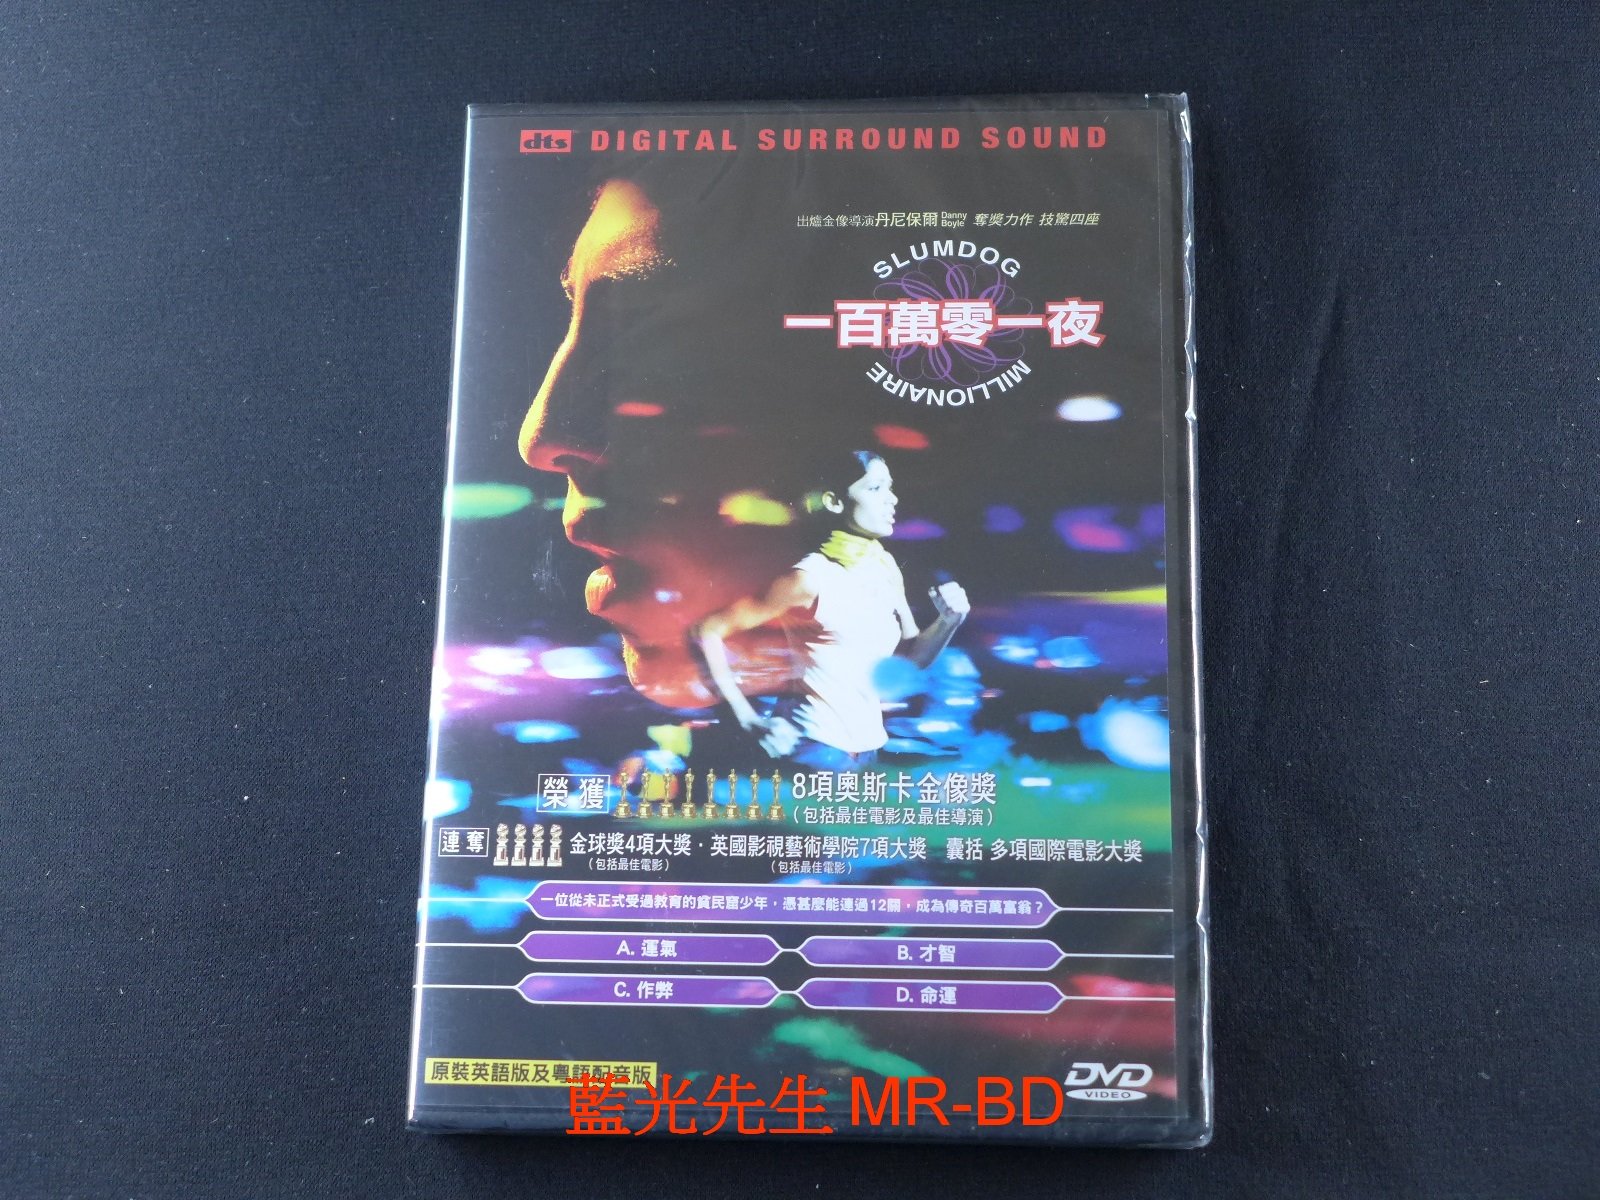 dts DIGITAL SURROUND SOUND
出爐金像導演丹尼保爾 Danny Boyle 奪獎力作 技驚四座
SLUMDOG
一百萬零一夜
MILLIONAIRE
榮獲 8項奧斯卡金像獎
(包括最佳電影及最佳導演)
連奪 金球獎4項大獎·英國影視藝術學院7項大獎 囊括 多項國際電影大獎
(包括最佳電影) (包括最佳電影)
一位從未正式受過教育的貧民窟少年，憑甚麼能連過12關，成為傳奇百萬富翁？
A. 運氣 B. 才智
C. 作弊 D. 命運
原裝英語版及粵語配音版
DVD VIDEO
藍光先生 MR-BD